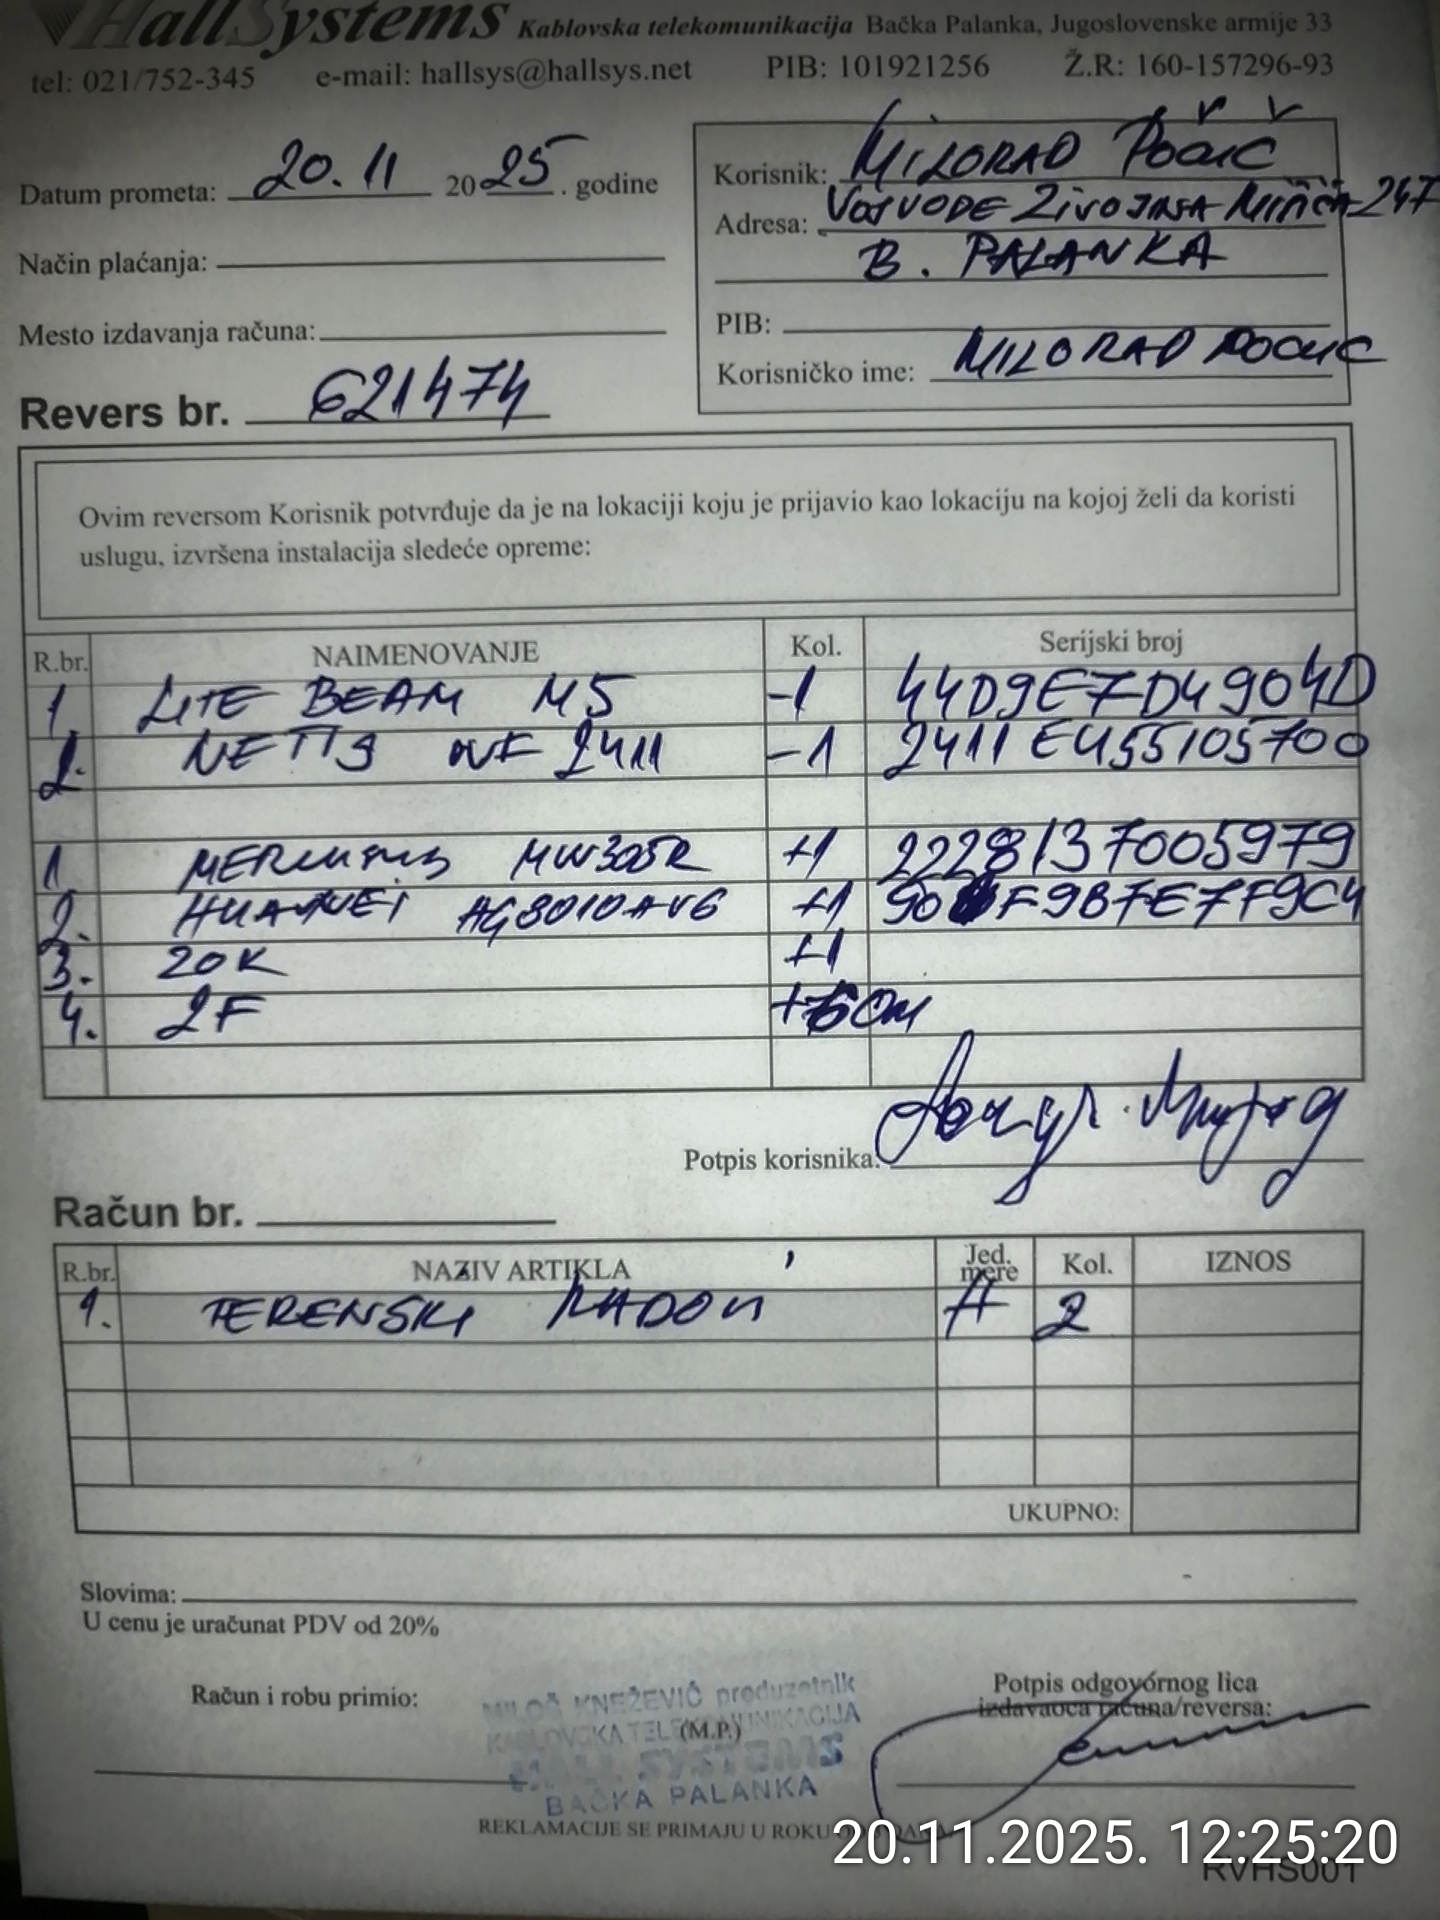 HallSystems Kablovska telekomunikacija Bačka Palanka, Jugoslovenske armije 33
tel: 021/752-345 e-mail: hallsys@hallsys.net PIB: 101921256 Ž.R: 160-157296-93
Datum prometa: 20.11 2025. godine
Način plaćanja:
Mesto izdavanja računa:
Revers br. 621474
Korisnik: MILORAD
Adresa: VOJVODE ŽIVOJINA MIŠIĆA 247
B. PALANKA
PIB:
Korisničko ime: MILORAD
Ovim reversom Korisnik potvrđuje da je na lokaciji koju je prijavio kao lokaciju na kojoj želi da koristi
uslugu, izvršena instalacija sledeće opreme:
R.br. NAIMENOVANJE Kol. Serijski broj
1. LITE BEAM M5 -1 44D9E7D4904D
2. NETIS WF 2411 -1 2411EU55105700
1 MERCUSYS MW305R +1 2228137005979
2. HUAWEI +1
3. 20K +1
4. 2F
Potpis korisnika:
Račun br.
R.br. NAZIV ARTIKLA Jed. mere Kol. IZNOS
1. TERENSKI RADOVI H 2
UKUPNO:
Slovima:
U cenu je uračunat PDV od 20%
Račun i robu primio:
MILOŠ KNEŽEVIĆ preduzetnik
KABLOVSKA TELEKOMUNIKACIJA
(M.P.)
HALL SYSTEMS
BAČKA PALANKA
Potpis odgovornog lica
izdavaoca računa/reversa:
REKLAMACIJE SE PRIMAJU U ROKU
20.11.2025. 12:25:20
RVHS001